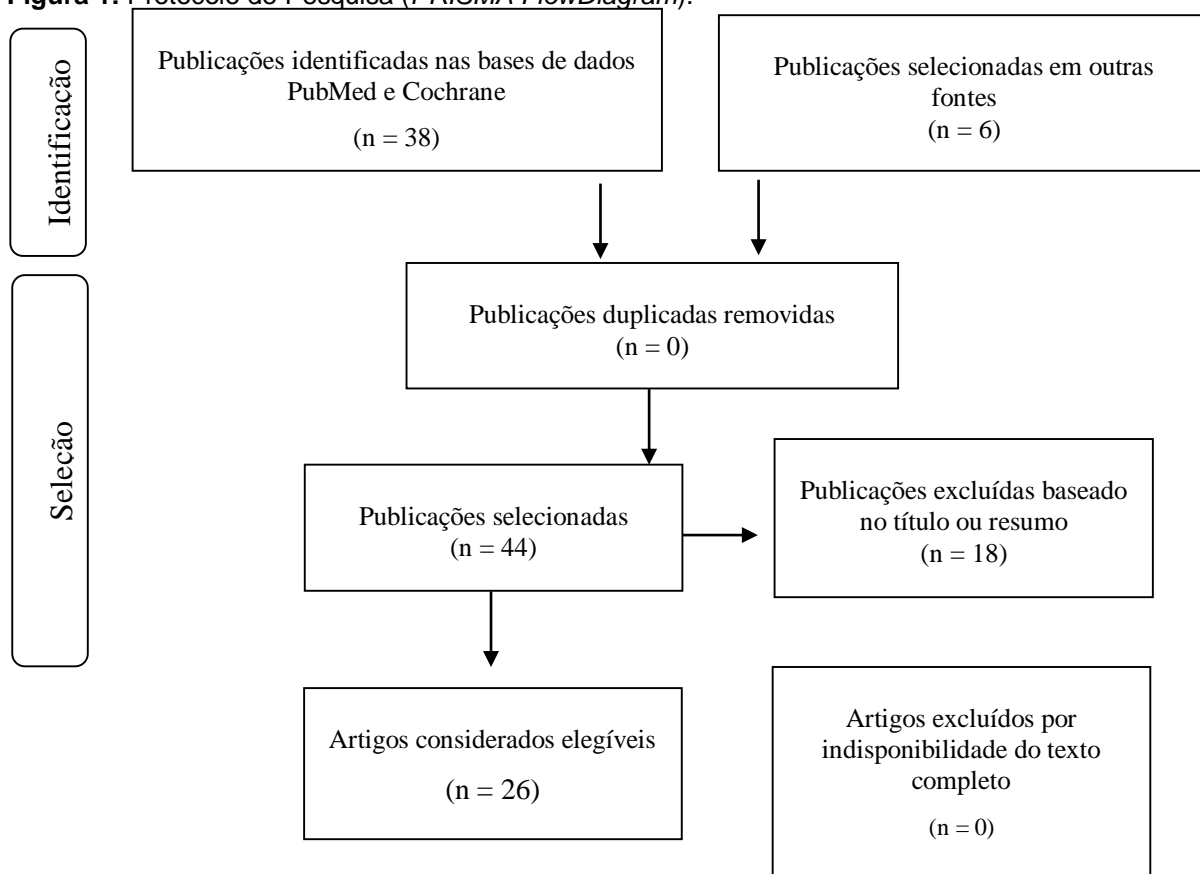 Figura 1. Protocolo de Pesquisa (PRISMA FlowDiagram).
Identificação
Publicações identificadas nas bases de dados
PubMed e Cochrane
(n = 38)
Publicações selecionadas em outras
fontes
(n = 6)
Publicações duplicadas removidas
(n = 0)
Seleção
Publicações selecionadas
(n = 44)
Publicações excluídas baseado
no título ou resumo
(n = 18)
Artigos considerados elegíveis
(n = 26)
Artigos excluídos por
indisponibilidade do texto
completo
(n = 0)